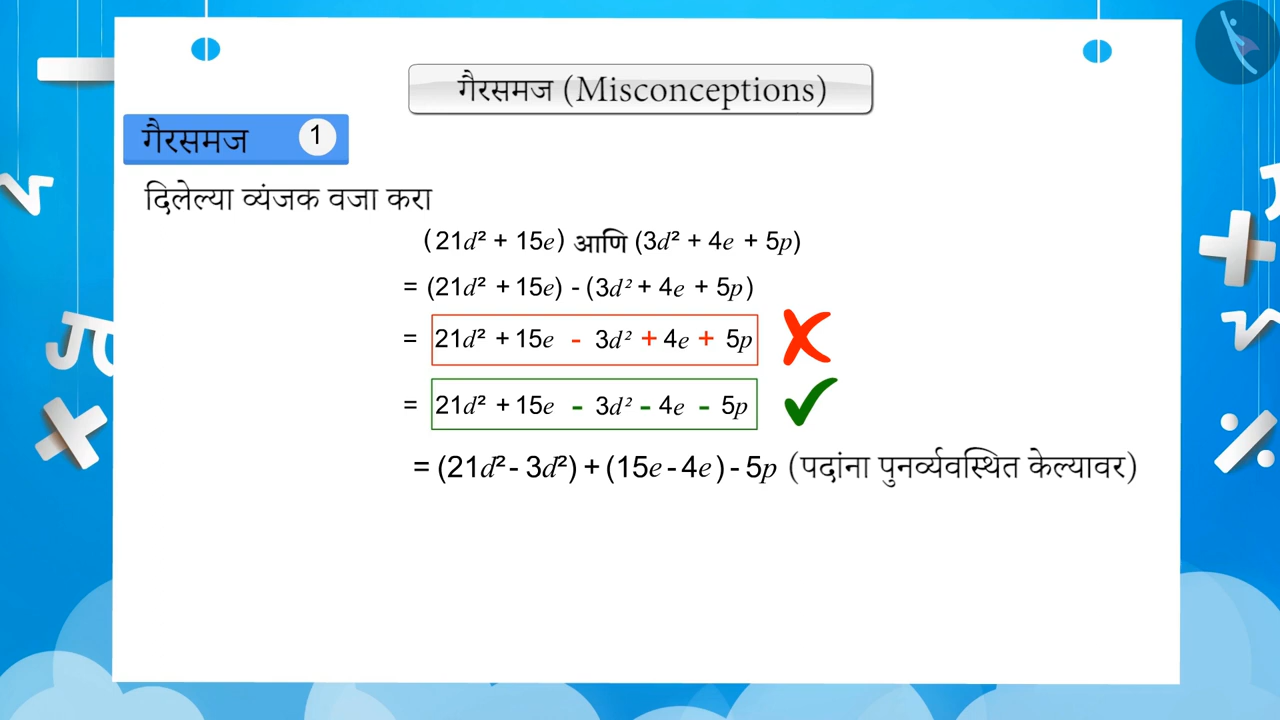 गैरसमज (Misconceptions)
गैरसमज 1
दिलेल्या व्यंजक वजा करा
(21d² + 15e) आणि (3d² + 4e + 5p)
= (21d² + 15e) - (3d² + 4e + 5p)
= 21d² + 15e - 3d² + 4e + 5p ✗
= 21d² + 15e - 3d² - 4e - 5p ✓
= (21d² - 3d²) + (15e - 4e) - 5p (पदांना पुनर्व्यवस्थित केल्यावर)